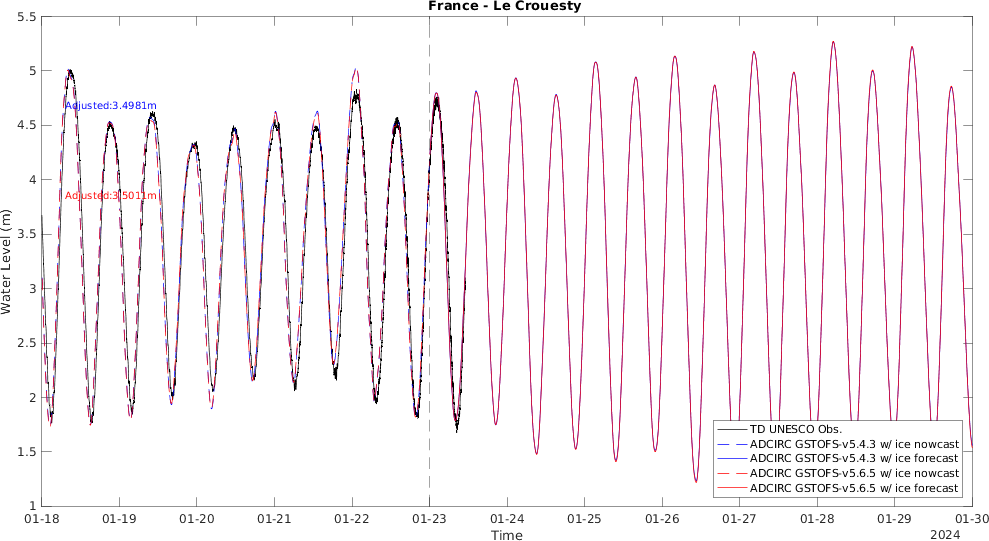 France - Le Crouesty
5.5
5
4.5
4
3.5
3
2.5
2
1.5
1
Water Level (m)
Adjusted:3.4981m
Adjusted:3.5011m
TD UNESCO Obs.
ADCIRC GSTOFS-v5.4.3 w/ ice nowcast
ADCIRC GSTOFS-v5.4.3 w/ ice forecast
ADCIRC GSTOFS-v5.6.5 w/ ice nowcast
ADCIRC GSTOFS-v5.6.5 w/ ice forecast
01-18 01-19 01-20 01-21 01-22 01-23 01-24 01-25 01-26 01-27 01-28 01-29 01-30
Time
2024